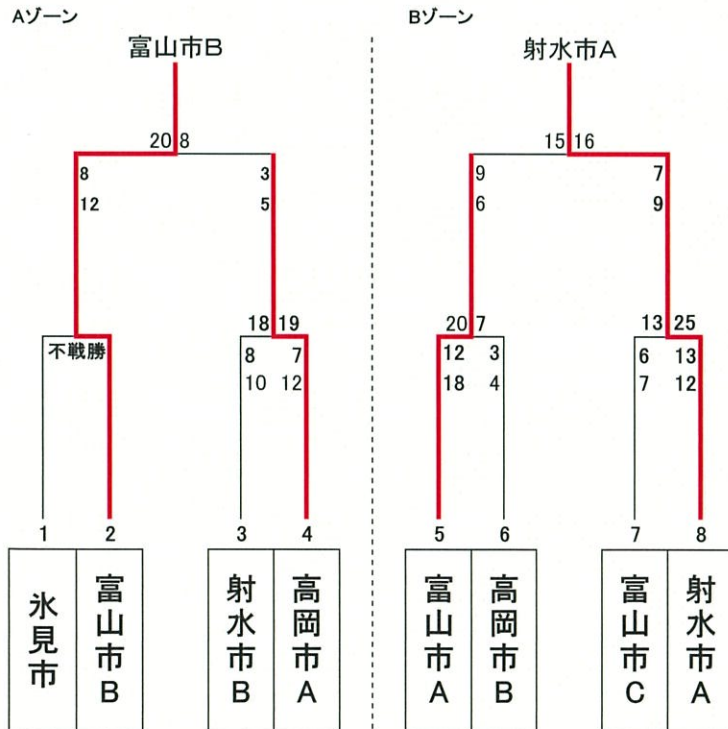 Aゾーン
Bゾーン
富山市B
射水市A
20 8
15 16
8
3
9
7
12
5
6
9
不戦勝
18 19
20 7
13 25
8 7
12 3
6 13
10 12
18 4
7 12
1
2
3
4
5
6
7
8
氷見市
富山市B
射水市B
高岡市A
富山市A
高岡市B
富山市C
射水市A